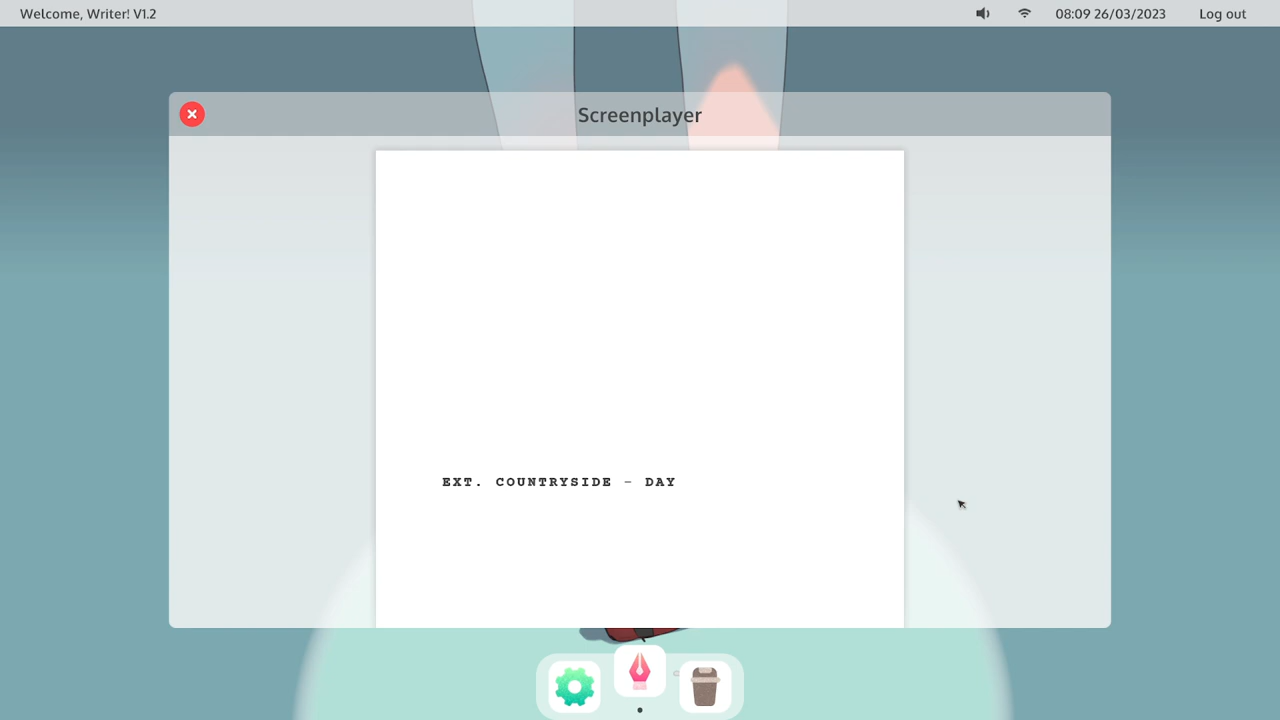 Welcome, Writer! V1.2
08:09 26/03/2023
Log out
Screenplayer
EXT. COUNTRYSIDE - DAY